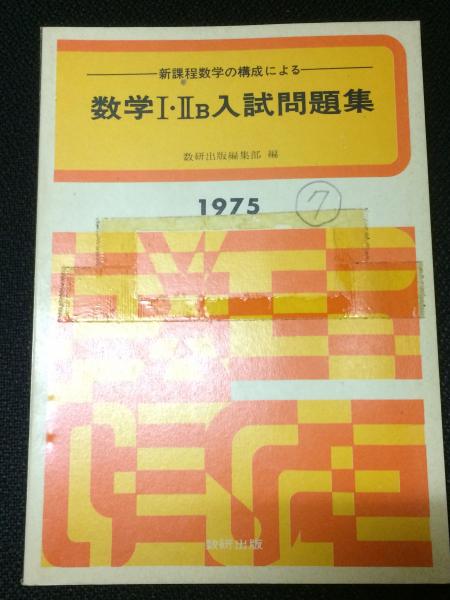 新課程数学の構成による
数学Ⅰ・ⅡB入試問題集
数研出版編集部 編
1975
⑦
数研出版